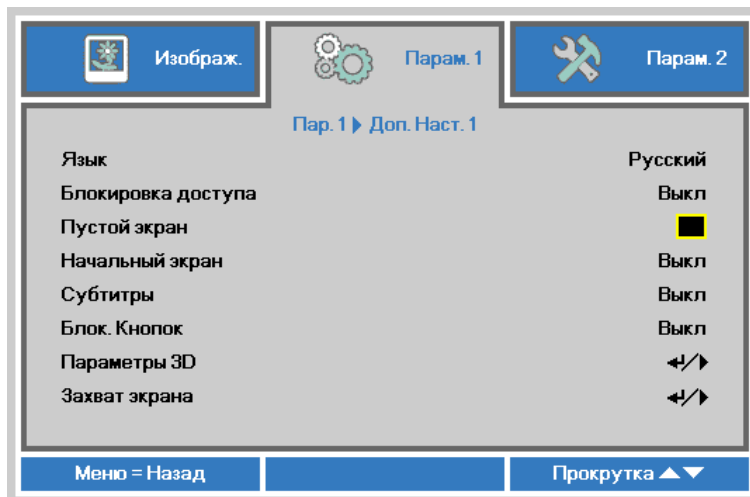 Изображ.
Парам. 1
Парам. 2
Пар. 1 Доп. Наст. 1
Язык Русский
Блокировка доступа Выкл
Пустой экран
Начальный экран Выкл
Субтитры Выкл
Блок. Кнопок Выкл
Параметры 3D
Захват экрана
Меню = Назад
Прокрутка